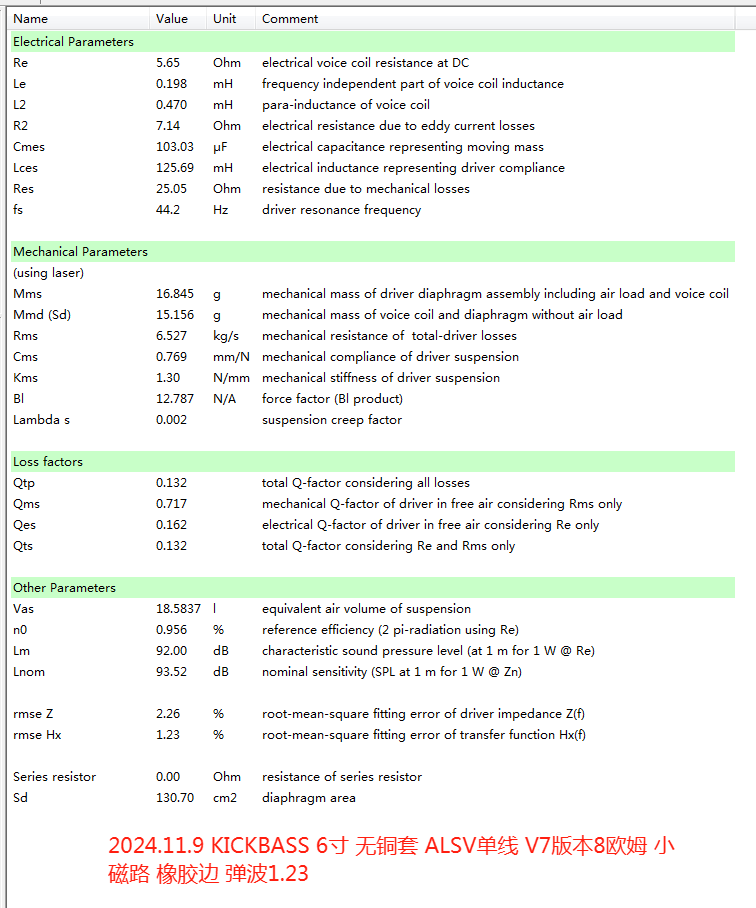 Name Value Unit Comment
Electrical Parameters
Re 5.65 Ohm electrical voice coil resistance at DC
Le 0.198 mH frequency independent part of voice coil inductance
L2 0.470 mH para-inductance of voice coil
R2 7.14 Ohm electrical resistance due to eddy current losses
Cmes 103.03 µF electrical capacitance representing moving mass
Lces 125.69 mH electrical inductance representing driver compliance
Res 25.05 Ohm resistance due to mechanical losses
fs 44.2 Hz driver resonance frequency
Mechanical Parameters
(using laser)
Mms 16.845 g mechanical mass of driver diaphragm assembly including air load and voice coil
Mmd (Sd) 15.156 g mechanical mass of voice coil and diaphragm without air load
Rms 6.527 kg/s mechanical resistance of total-driver losses
Cms 0.769 mm/N mechanical compliance of driver suspension
Kms 1.30 N/mm mechanical stiffness of driver suspension
Bl 12.787 N/A force factor (Bl product)
Lambda s 0.002 suspension creep factor
Loss factors
Qtp 0.132 total Q-factor considering all losses
Qms 0.717 mechanical Q-factor of driver in free air considering Rms only
Qes 0.162 electrical Q-factor of driver in free air considering Re only
Qts 0.132 total Q-factor considering Re and Rms only
Other Parameters
Vas 18.5837 l equivalent air volume of suspension
n0 0.956 % reference efficiency (2 pi-radiation using Re)
Lm 92.00 dB characteristic sound pressure level (at 1 m for 1 W @ Re)
Lnom 93.52 dB nominal sensitivity (SPL at 1 m for 1 W @ Zn)
rmse Z 2.26 % root-mean-square fitting error of driver impedance Z(f)
rmse Hx 1.23 % root-mean-square fitting error of transfer function Hx(f)
Series resistor 0.00 Ohm resistance of series resistor
Sd 130.70 cm2 diaphragm area
2024.11.9 KICKBASS 6寸 无铜套 ALSV单线 V7版本8欧姆 小
磁路 橡胶边 弹波1.23